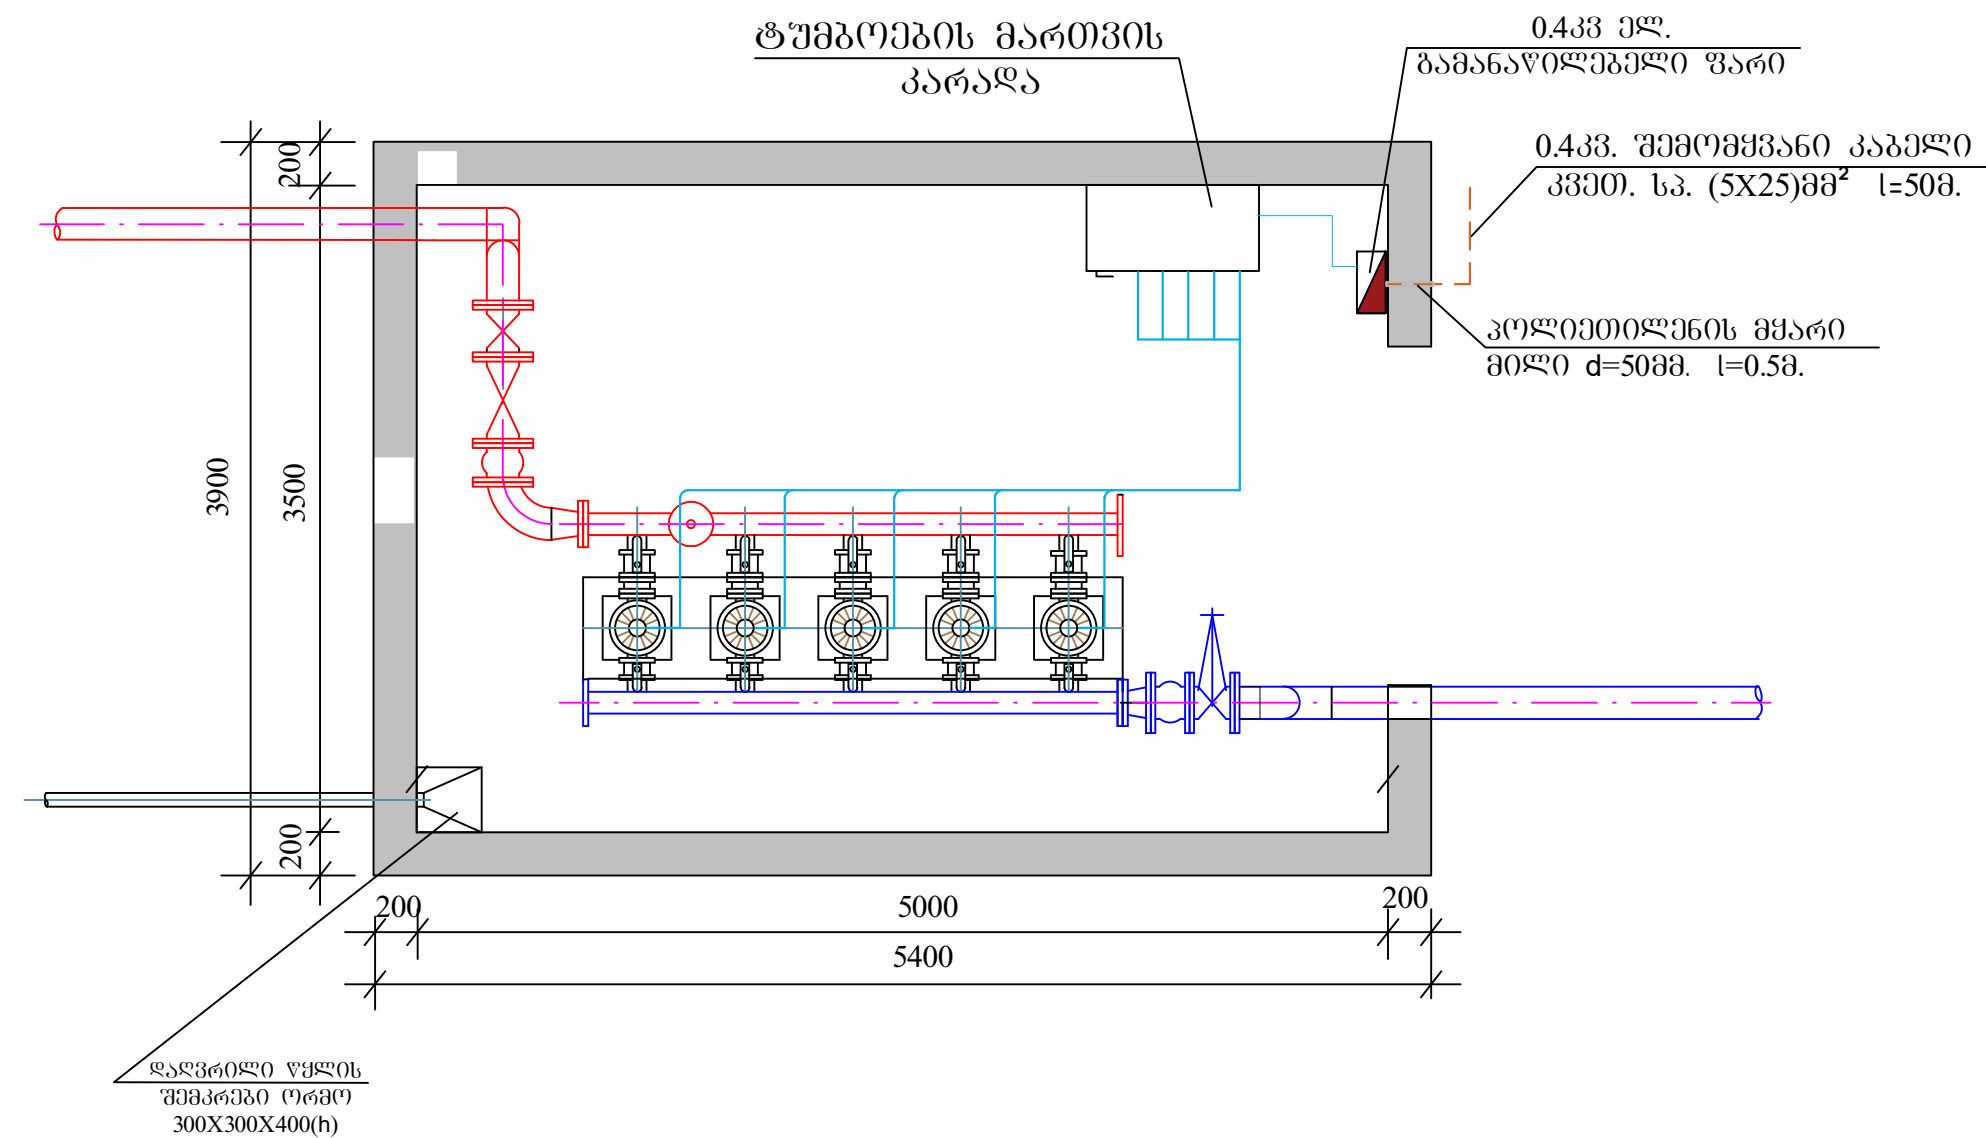 ტუმბოების მართვის
კარადა
0.4კვ ელ.
გამანაწილებელი ფარი
0.4კვ. შემომყვანი კაბელი
კვეთ. სპ. (5X25)მმ² l=50მ.
პოლიეთილენის მყარი
მილი d=50მმ. l=0.5მ.
200
3900
3500
200
200
5000
200
5400
დაღვრილი წყლის
შემკრები ორმო
300X300X400(h)